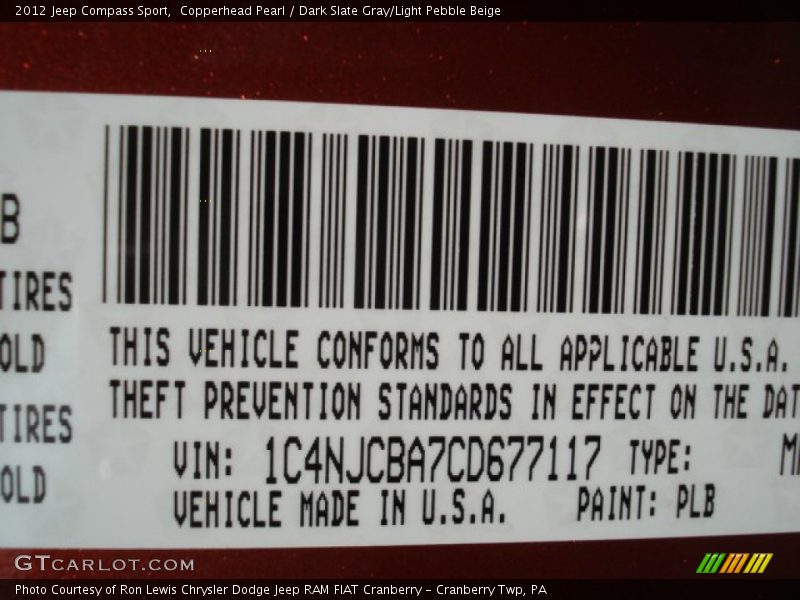 2012 Jeep Compass Sport,  Copperhead Pearl / Dark Slate Gray/Light Pebble Beige
B
TIRES
OLD
TIRES
OLD
THIS VEHICLE CONFORMS TO ALL APPLICABLE U.S.A.
THEFT PREVENTION STANDARDS IN EFFECT ON THE DAT
VIN: 1C4NJCBA7CD677117 TYPE: M
VEHICLE MADE IN U.S.A. PAINT: PLB
GTCARLOT.COM
Photo Courtesy of Ron Lewis Chrysler Dodge Jeep RAM FIAT Cranberry - Cranberry Twp, PA